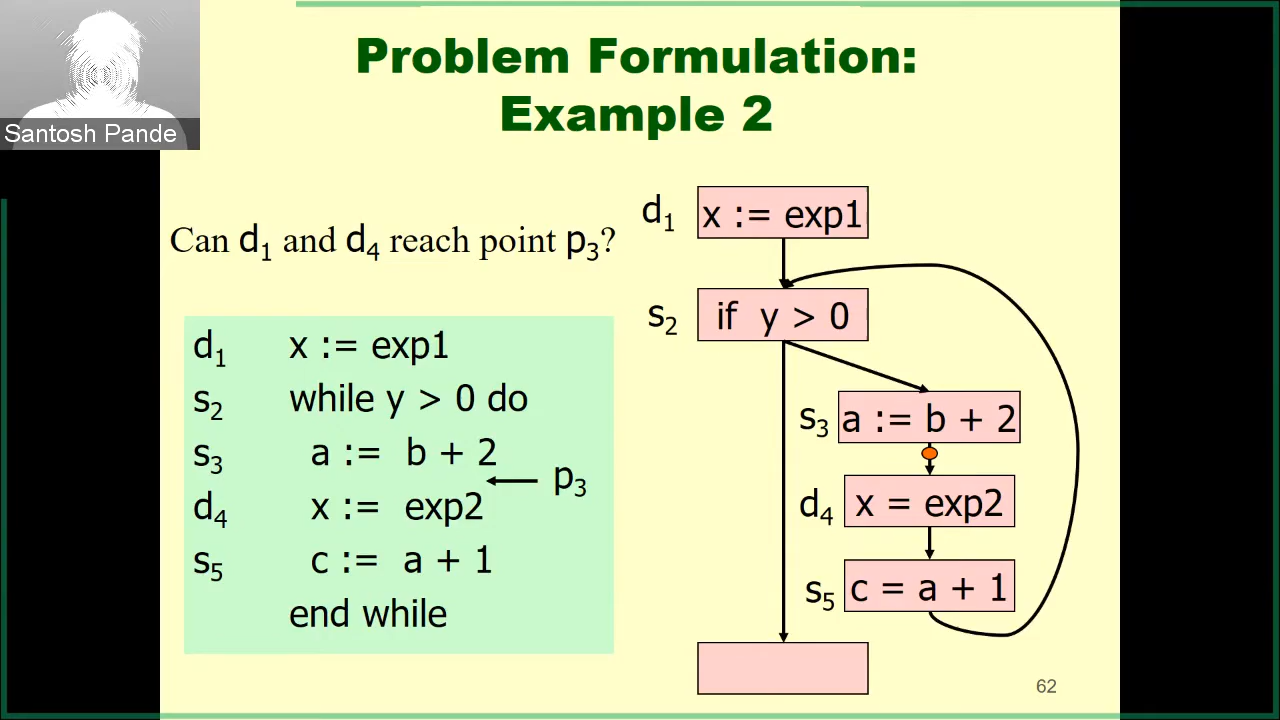 Santosh Pande
Problem Formulation:
Example 2
Can d1 and d4 reach point p3?
d1 x := exp1
s2 while y > 0 do
s3 a := b + 2
p3
d4 x := exp2
s5 c := a + 1
end while
d1 x := exp1
s2 if y > 0
s3 a := b + 2
d4 x = exp2
s5 c = a + 1
62